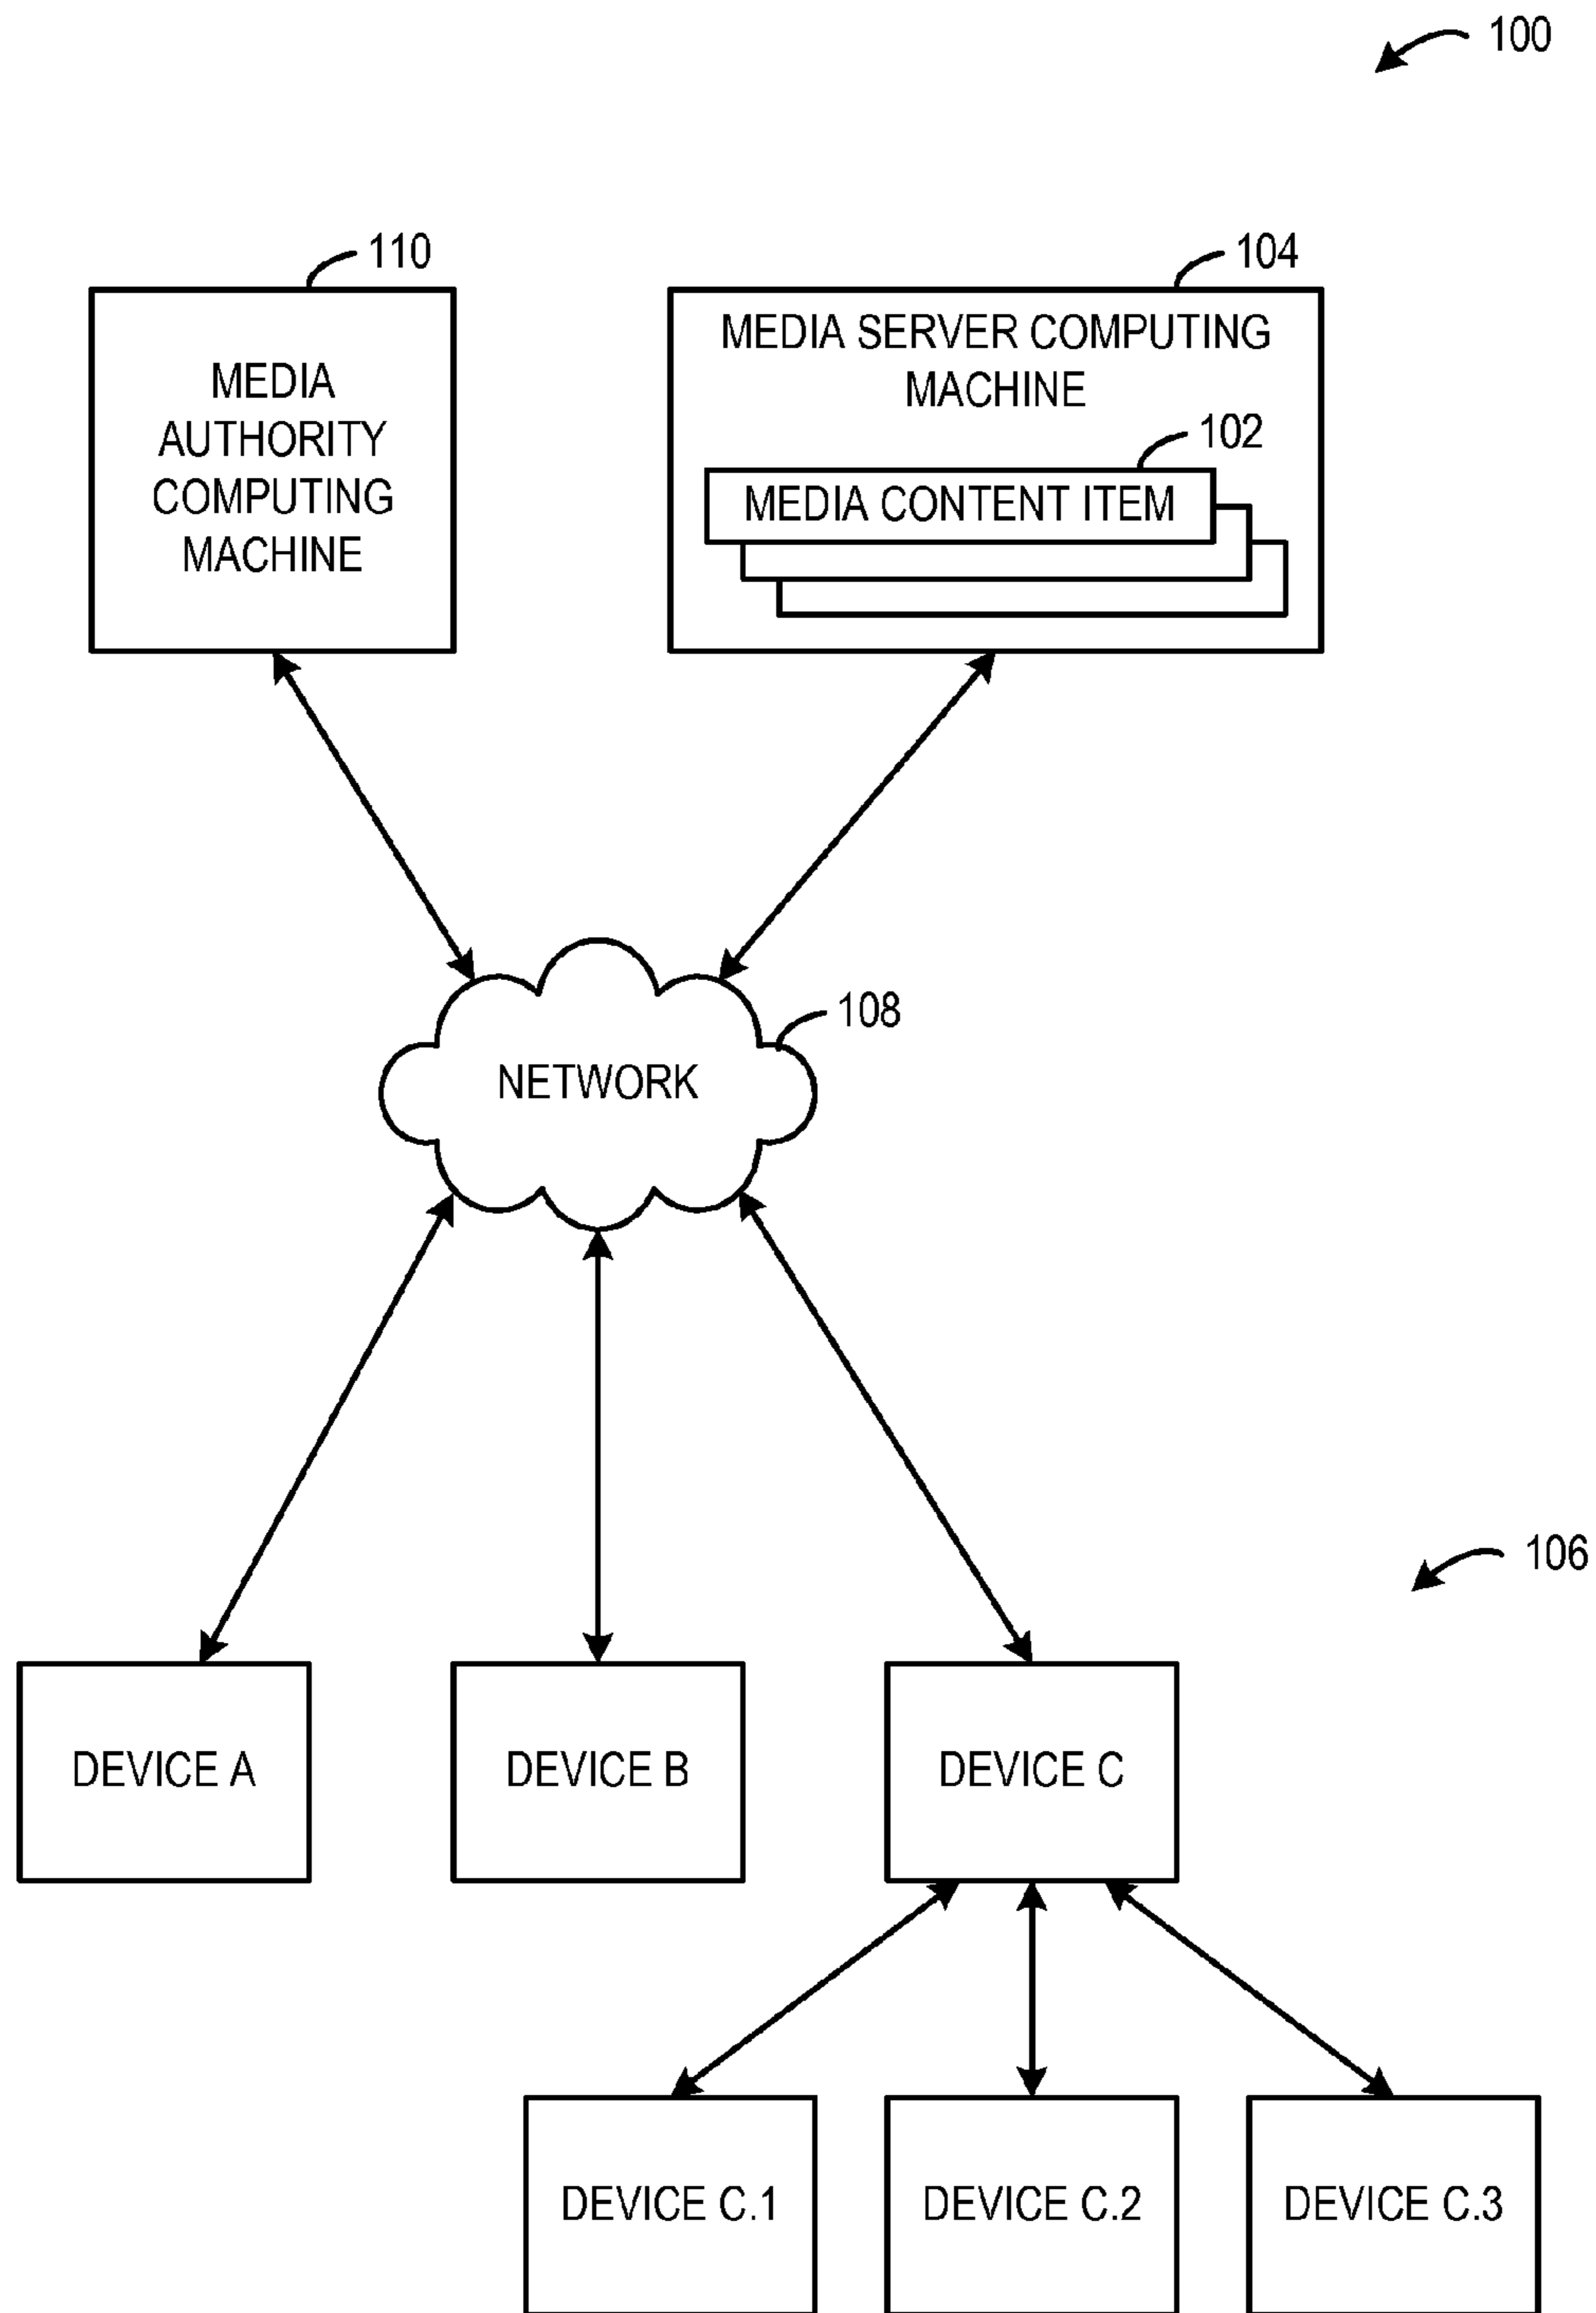 100
110
104
MEDIA
AUTHORITY
COMPUTING
MACHINE
MEDIA SERVER COMPUTING
MACHINE
102
MEDIA CONTENT ITEM
108
NETWORK
106
DEVICE A
DEVICE B
DEVICE C
DEVICE C.1
DEVICE C.2
DEVICE C.3